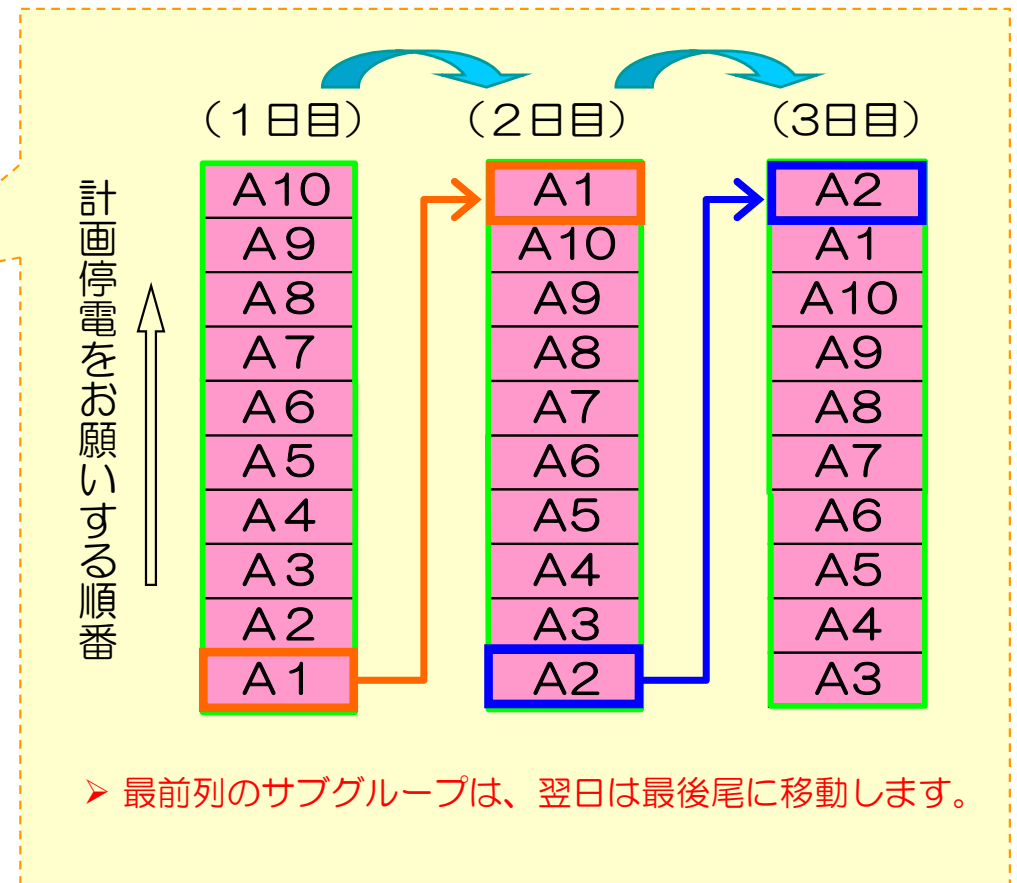 （１日目）
（２日目）
（３日目）
計画停電をお願いする順番
Ａ１０
Ａ９
Ａ８
Ａ７
Ａ６
Ａ５
Ａ４
Ａ３
Ａ２
Ａ１
Ａ１
Ａ１０
Ａ９
Ａ８
Ａ７
Ａ６
Ａ５
Ａ４
Ａ３
Ａ２
Ａ２
Ａ１
Ａ１０
Ａ９
Ａ８
Ａ７
Ａ６
Ａ５
Ａ４
Ａ３
➢ 最前列のサブグループは、翌日は最後尾に移動します。